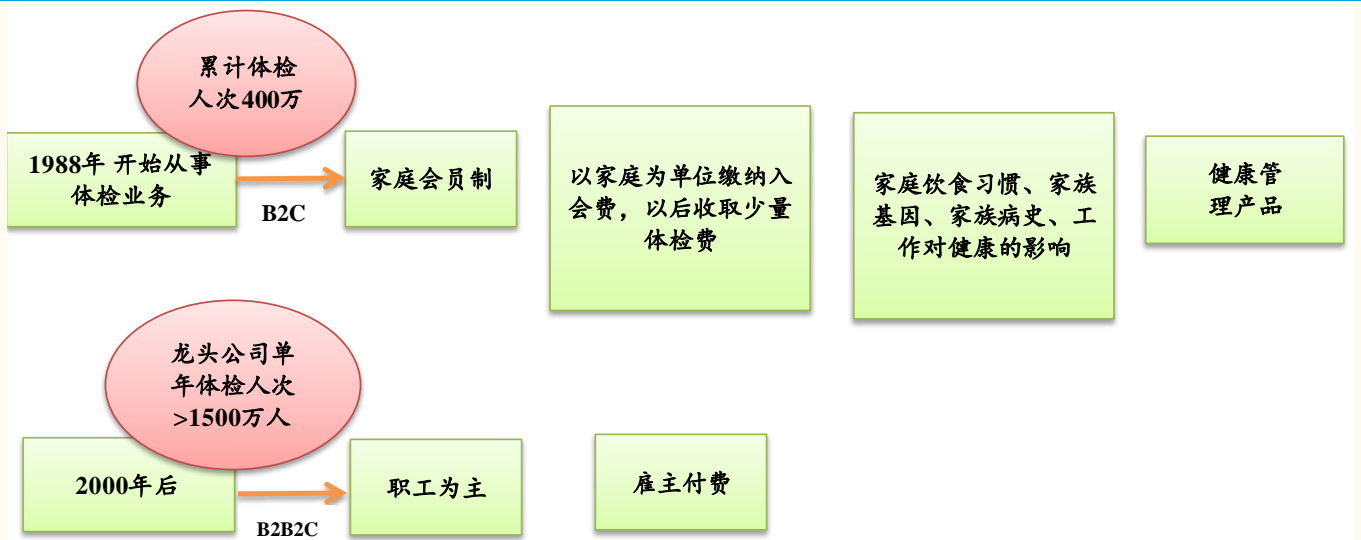 累计体检
人次400万
1988年 开始从事
体检业务
B2C
家庭会员制
以家庭为单位缴纳入
会费，以后收取少量
体检费
家庭饮食习惯、家族
基因、家族病史、工
作对健康的影响
健康管
理产品
龙头公司单
年体检人次
>1500万人
2000年后
B2B2C
职工为主
雇主付费